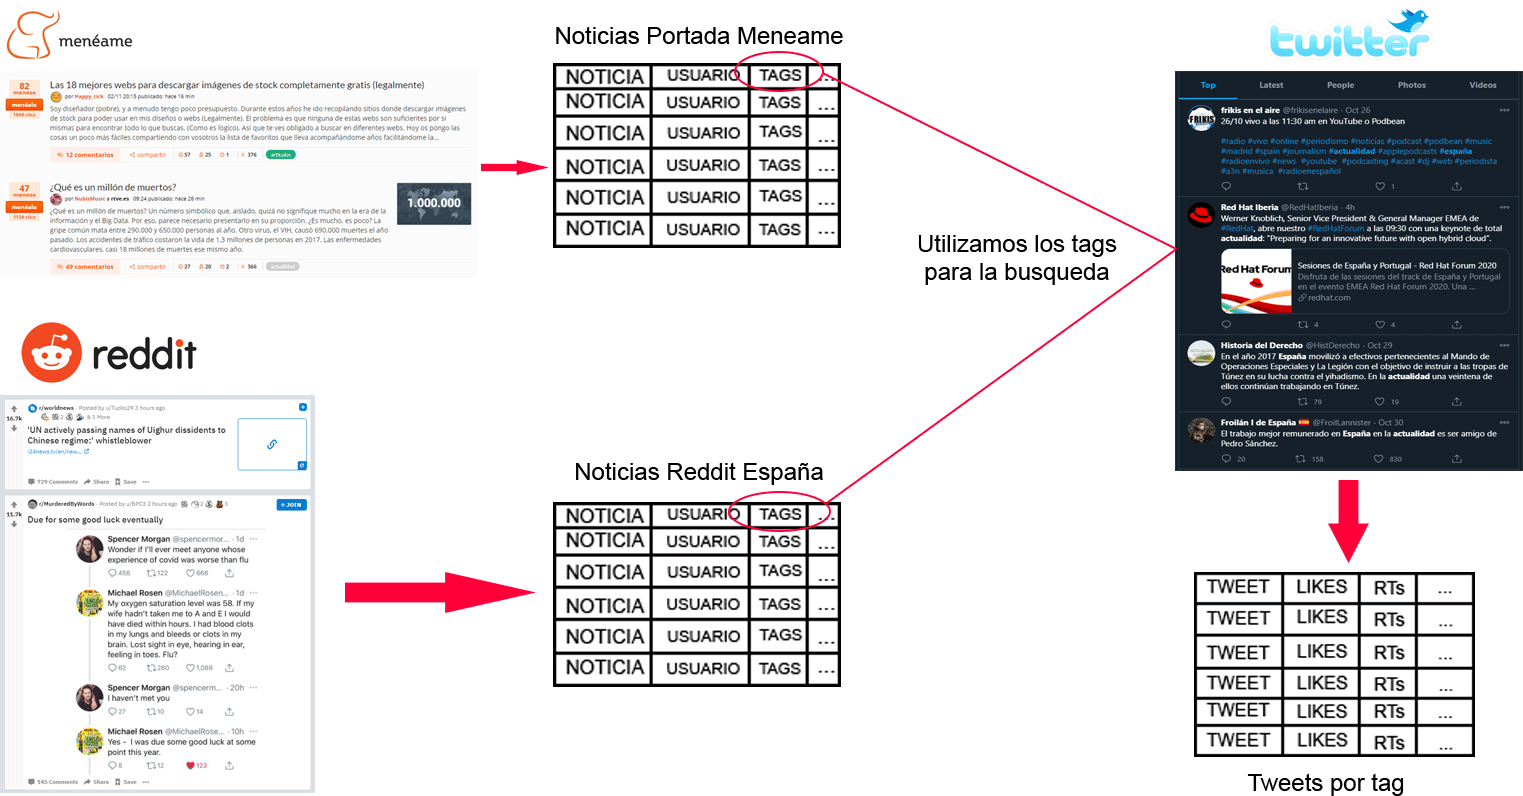 menéame
82
meneos
menéalo
1040 clics
Las 18 mejores webs para descargar imágenes de stock completamente gratis (legalmente)
por Happy_tick 02/11 20:15 publicado: hace 16 min
Soy diseñador (pobre), y a menudo tengo poco presupuesto. Durante estos años he ido recopilando sitios donde descargar imágenes
de stock para poder usar en mis diseños o webs (Legalmente). El problema es que ninguna de estas webs son suficientes por si
mismas para encontrar todo lo que buscas. (Como es lógico). Así que te ves obligado a buscar en diferentes webs. Hoy os pongo las
cosas un poco más fáciles compartiendo con vosotros la lista de favoritos que lleva acompañándome años facilitándome la...
12 comentarios compartir 57 25 1 K 376 artículos
47
meneos
menéalo
1134 clics
¿Qué es un millón de muertos?
por NubisMusic a rtve.es 09:24 publicado: hace 26 min
¿Qué es un millón de muertos? Un número simbólico que, aislado, quizá no signifique mucho en la era de la
información y el Big Data. Por eso, parece necesario presentarlo en su proporción. ¿Es mucho, es poco? La
gripe común mata entre 290.000 y 650.000 personas al año. Otro virus, el VIH, causó 690.000 muertes el año
pasado. Los accidentes de tráfico costaron la vida de 1.3 millones de personas en 2017. Las enfermedades
cardiovasculares, casi 18 millones de muertes ese mismo año.
1.000.000
49 comentarios compartir 27 20 2 K 366 actualidad
Noticias Portada Meneame
NOTICIA USUARIO TAGS ...
NOTICIA USUARIO TAGS ...
NOTICIA USUARIO TAGS ...
NOTICIA USUARIO TAGS ...
NOTICIA USUARIO TAGS ...
NOTICIA USUARIO TAGS ...
Utilizamos los tags
para la busqueda
twitter
Top Latest People Photos Videos
frikis en el aire @frikisenelaire · Oct 26
26/10 vivo a las 11:30 am en YouTube o Podbean
#radio #vivo #online #periodismo #noticias #podcast #podbean #music
#madrid #spain #journalism #actualidad #applepodcasts #españa
#radioenvivo #news #youtube #podcasting #acast #dj #web #periodista
#a3n #musica #radioenespañol
1
Red Hat Iberia @RedHatIberia · 4h
Werner Knoblich, Senior Vice President & General Manager EMEA de
#RedHat, abre nuestro #RedHatForum a las 09:30 con una keynote de total
actualidad: "Preparing for an innovative future with open hybrid cloud".
Red Hat Forum
Sesiones de España y Portugal - Red Hat Forum 2020
Disfruta de las sesiones del track de España y Portugal
en el evento EMEA Red Hat Forum 2020. Una ...
redhat.com
4 4
Historia del Derecho @HistDerecho · Oct 29
En el año 2017 España movilizó a efectivos pertenecientes al Mando de
Operaciones Especiales y La Legión con el objetivo de instruir a las tropas de
Túnez en su lucha contra el yihadismo. En la actualidad una veintena de
ellos continúan trabajando en Túnez.
79 19
Froilán I de España @FroilLannister · Oct 30
El trabajo mejor remunerado en España en la actualidad es ser amigo de
Pedro Sánchez.
20 158 830
reddit
16.7k
r/worldnews · Posted by u/Tucko29 3 hours ago
2 & 3 More
'UN actively passing names of Uighur dissidents to
Chinese regime:' whistleblower
i24news.tv/en/new...
729 Comments Share Save ...
11.7k
r/MurderedByWords · Posted by u/BPC3 2 hours ago 2 3
+ JOIN
Due for some good luck eventually
Spencer Morgan @spencermor... · 1d
Wonder if I'll ever meet anyone whose
experience of covid was worse than flu
456 122 666
Michael Rosen @MichaelRosen... · 1d
My oxygen saturation level was 58. If my
wife hadn't taken me to A and E I would
have died within hours. I had blood clots
in my lungs and bleeds or clots in my
brain. Lost sight in eye, hearing in ear,
feeling in toes. Flu?
62 260 1,088
Spencer Morgan @spencerm... · 20h
I haven't met you
27 10 14
Michael Rosen @MichaelRose... · 10h
Yes - I was due some good luck at some
point this year.
8 12 123
145 Comments Share Save ...
Noticias Reddit España
NOTICIA USUARIO TAGS ...
NOTICIA USUARIO TAGS ...
NOTICIA USUARIO TAGS ...
NOTICIA USUARIO TAGS ...
NOTICIA USUARIO TAGS ...
NOTICIA USUARIO TAGS ...
TWEET LIKES RTs ...
TWEET LIKES RTs ...
TWEET LIKES RTs ...
TWEET LIKES RTs ...
TWEET LIKES RTs ...
TWEET LIKES RTs ...
Tweets por tag